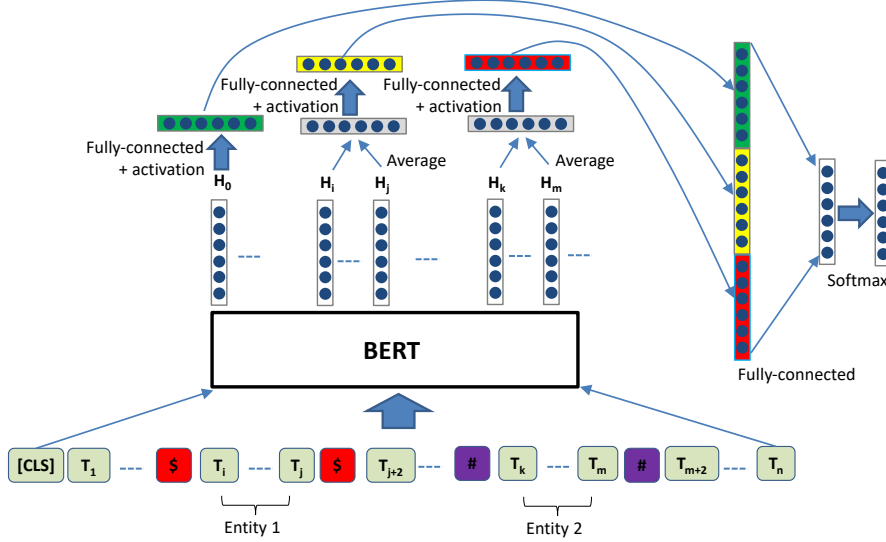 Fully-connected
+ activation
Fully-connected
+ activation
Fully-connected
+ activation
Average
Average
H0
Hi
Hj
Hk
Hm
Softmax
Fully-connected
BERT
[CLS]
T1
$
Ti
Tj
$
Tj+2
#
Tk
Tm
#
Tm+2
Tn
Entity 1
Entity 2